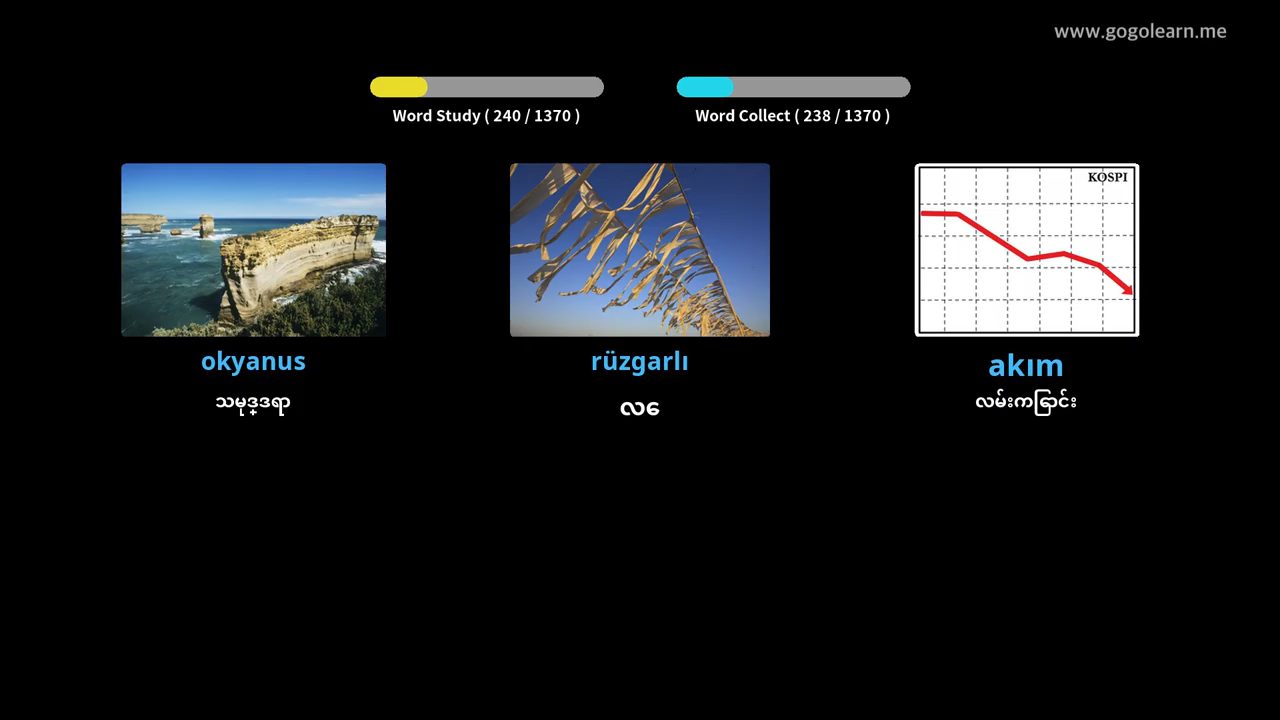 www.gogolearn.me
Word Study ( 240 / 1370 )
Word Collect ( 238 / 1370 )
KOSPI
okyanus
rüzgarlı
akım
သမုဒ္ဒရာ
လေ
လမ်းကြောင်း